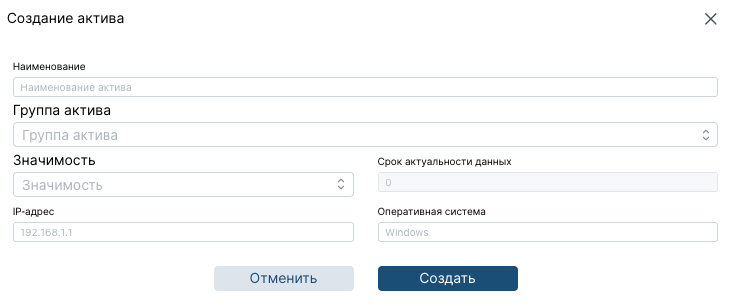 Создание актива
Наименование
Наименование актива
Группа актива
Группа актива
Значимость
Срок актуальности данных
Значимость
0
IP-адрес
Оперативная система
192.168.1.1
Windows
Отменить
Создать